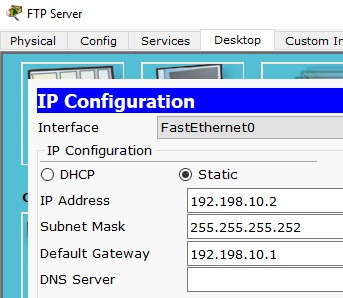 FTP Server
Physical Config Services Desktop Custom In
IP Configuration
Interface FastEthernet0
IP Configuration
DHCP Static
IP Address 192.198.10.2
Subnet Mask 255.255.255.252
Default Gateway 192.198.10.1
DNS Server